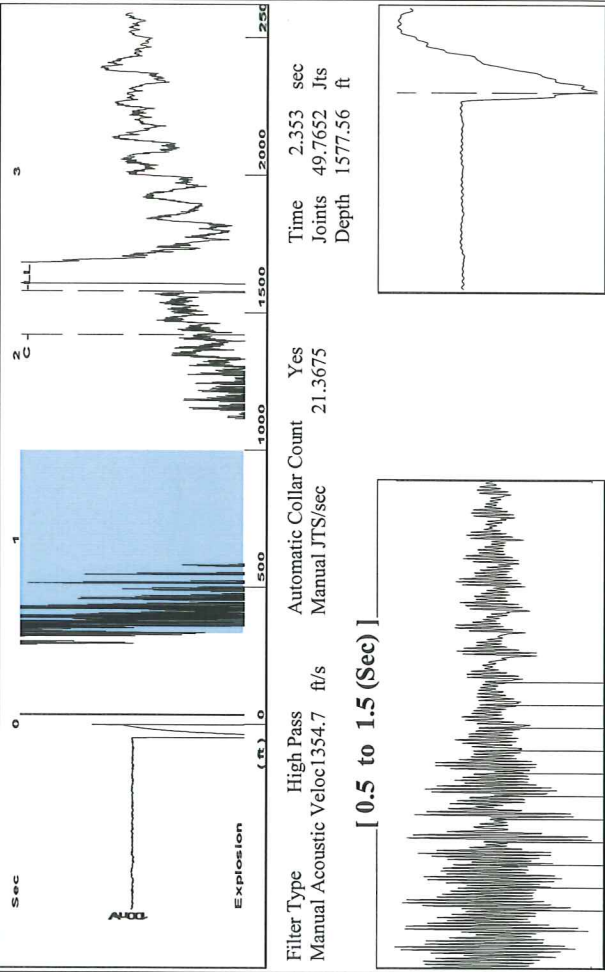 Sec 0 1 2 3
C LL
Explosion
(ft) 0 500 1000 1500 2000 250
Filter Type High Pass Automatic Collar Count Yes Time 2.353 sec
Manual Acoustic Veloc1354.7 ft/s Manual JTS/sec 21.3675 Joints 49.7652 Jts
Depth 1577.56 ft
[ 0.5 to 1.5 (Sec) ]